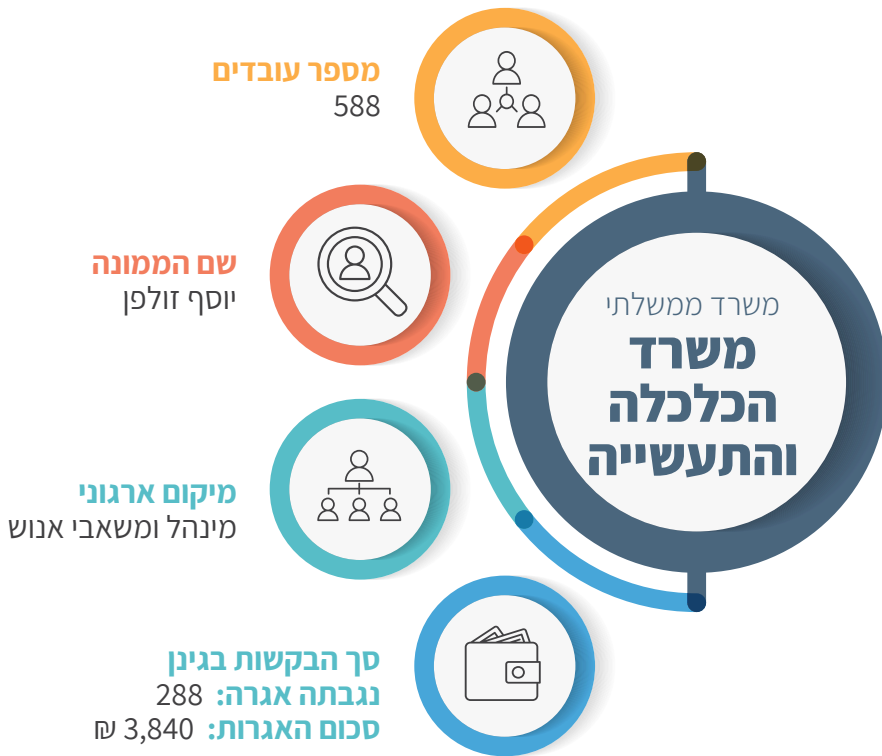 משרד ממשלתי
משרד
הכלכלה
והתעשייה
מספר עובדים
588
שם הממונה
יוסף זולפן
מיקום ארגוני
מינהל ומשאבי אנוש
סך הבקשות בגינן
נגבתה אגרה: 288
סכום האגרות: 3,840 ₪